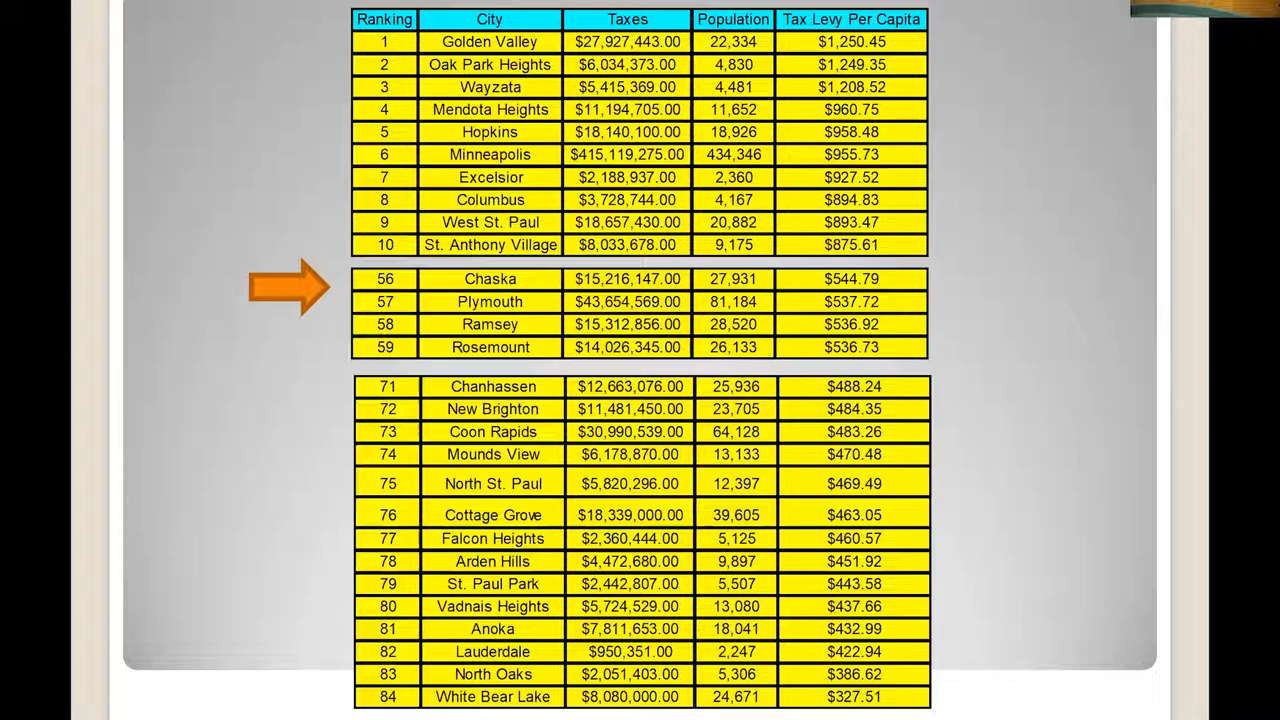 Ranking City Taxes Population Tax Levy Per Capita
1 Golden Valley $27,927,443.00 22,334 $1,250.45
2 Oak Park Heights $6,034,373.00 4,830 $1,249.35
3 Wayzata $5,415,369.00 4,481 $1,208.52
4 Mendota Heights $11,194,705.00 11,652 $960.75
5 Hopkins $18,140,100.00 18,926 $958.48
6 Minneapolis $415,119,275.00 434,346 $955.73
7 Excelsior $2,188,937.00 2,360 $927.52
8 Columbus $3,728,744.00 4,167 $894.83
9 West St. Paul $18,657,430.00 20,882 $893.47
10 St. Anthony Village $8,033,678.00 9,175 $875.61
56 Chaska $15,216,147.00 27,931 $544.79
57 Plymouth $43,654,569.00 81,184 $537.72
58 Ramsey $15,312,856.00 28,520 $536.92
59 Rosemount $14,026,345.00 26,133 $536.73
71 Chanhassen $12,663,076.00 25,936 $488.24
72 New Brighton $11,481,450.00 23,705 $484.35
73 Coon Rapids $30,990,539.00 64,128 $483.26
74 Mounds View $6,178,870.00 13,133 $470.48
75 North St. Paul $5,820,296.00 12,397 $469.49
76 Cottage Grove $18,339,000.00 39,605 $463.05
77 Falcon Heights $2,360,444.00 5,125 $460.57
78 Arden Hills $4,472,680.00 9,897 $451.92
79 St. Paul Park $2,442,807.00 5,507 $443.58
80 Vadnais Heights $5,724,529.00 13,080 $437.66
81 Anoka $7,811,653.00 18,041 $432.99
82 Lauderdale $950,351.00 2,247 $422.94
83 North Oaks $2,051,403.00 5,306 $386.62
84 White Bear Lake $8,080,000.00 24,671 $327.51